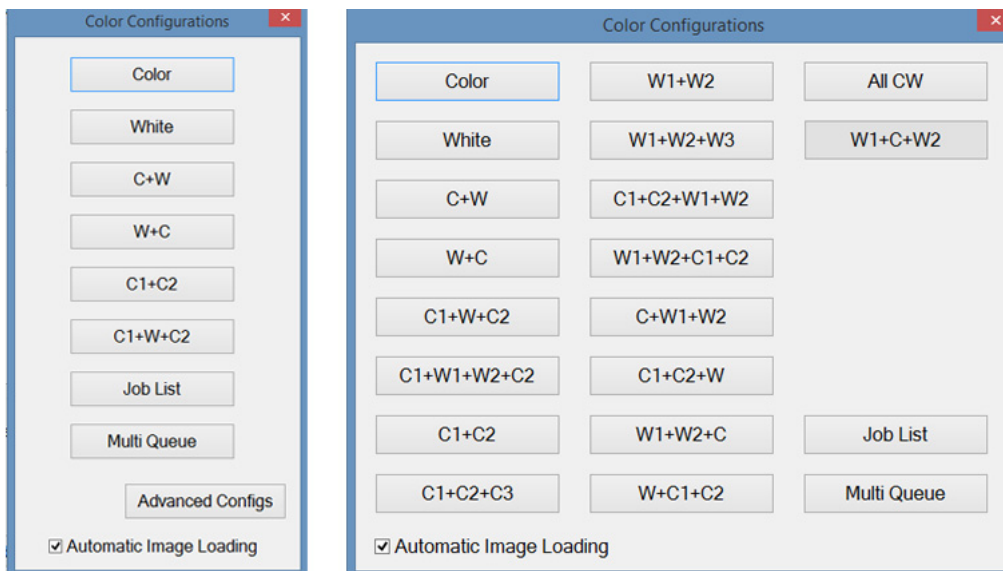 Color Configurations
Color
White
C+W
W+C
C1+C2
C1+W+C2
Job List
Multi Queue
Advanced Configs
Automatic Image Loading
Color Configurations
Color
W1+W2
All CW
White
W1+W2+W3
W1+C+W2
C+W
C1+C2+W1+W2
W+C
W1+W2+C1+C2
C1+W+C2
C+W1+W2
C1+W1+W2+C2
C1+C2+W
C1+C2
W1+W2+C
Job List
C1+C2+C3
W+C1+C2
Multi Queue
Automatic Image Loading